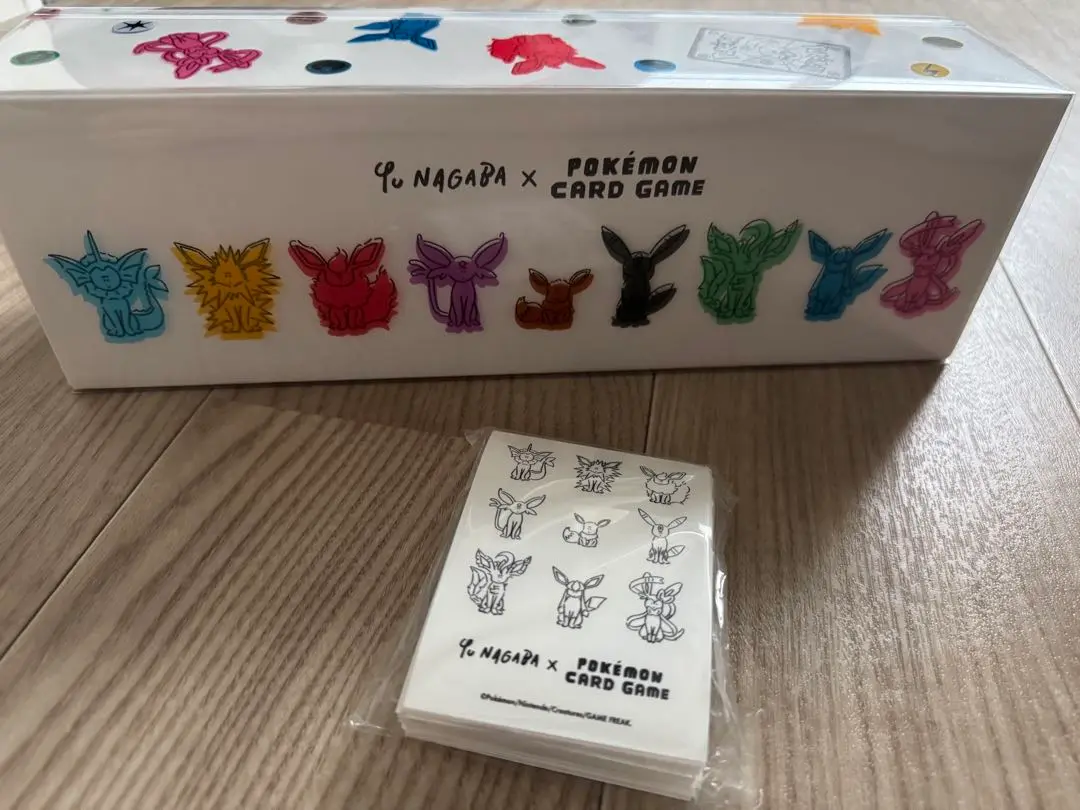 Yu NAGABA × POKÉMON
CARD GAME
Yu NAGABA × POKÉMON
CARD GAME
©Pokémon/Nintendo/Creatures/GAME FREAK.